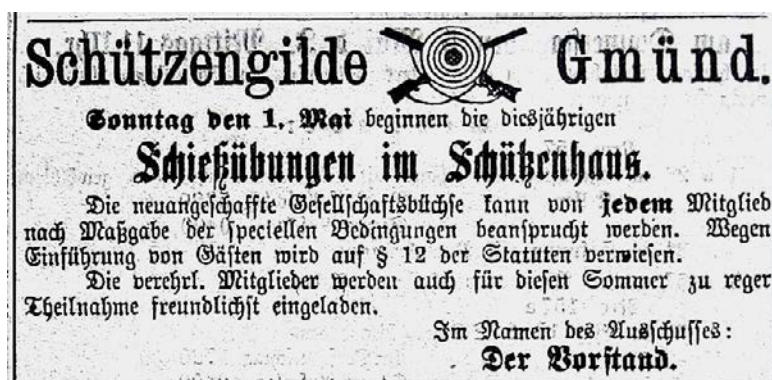 Schützengilde Gmünd.
Sonntag den 1. Mai beginnen die diesjährigen
Schießübungen im Schützenhaus.
Die neuangeschaffte Gesellschaftsbüchse kann von jedem Mitglied
nach Maßgabe der speciellen Bedingungen beansprucht werden. Wegen
Einführung von Gästen wird auf § 12 der Statuten verwiesen.
Die verehrl. Mitglieder werden auch für diesen Sommer zu reger
Theilnahme freundlichst eingeladen.
Im Namen des Ausschusses:
Der Vorstand.